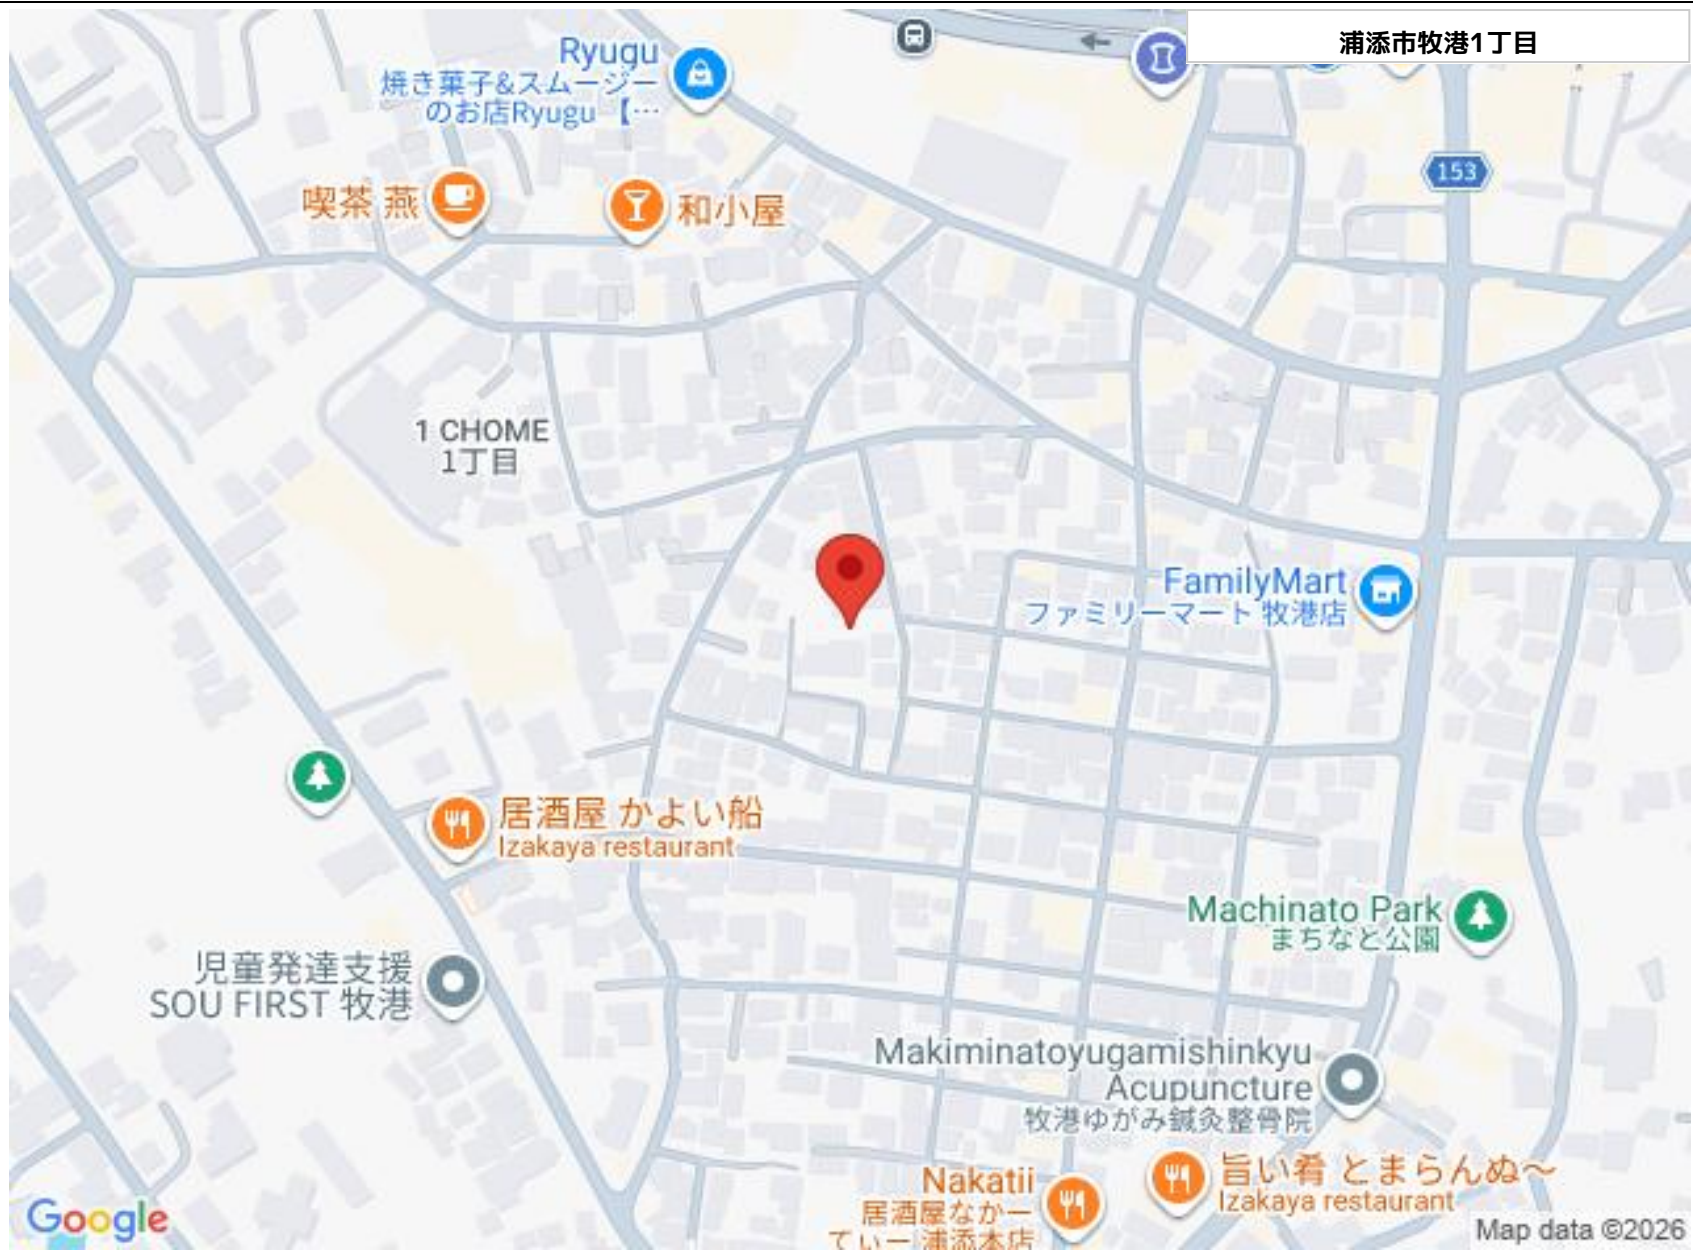 浦添市牧港1丁目
Ryugu
焼き菓子&スムージー
のお店Ryugu 【…
153
喫茶 燕
和小屋
1 CHOME
1丁目
FamilyMart
ファミリーマート 牧港店
居酒屋 かよい船
Izakaya restaurant
Machinato Park
まちなと公園
児童発達支援
SOU FIRST 牧港
Makiminatoyugamishinkyu
Acupuncture
牧港ゆがみ鍼灸整骨院
Nakatii
居酒屋なかー
てぃー 浦添本店
旨い肴 とまらんぬ〜
Izakaya restaurant
Google
Map data ©2026